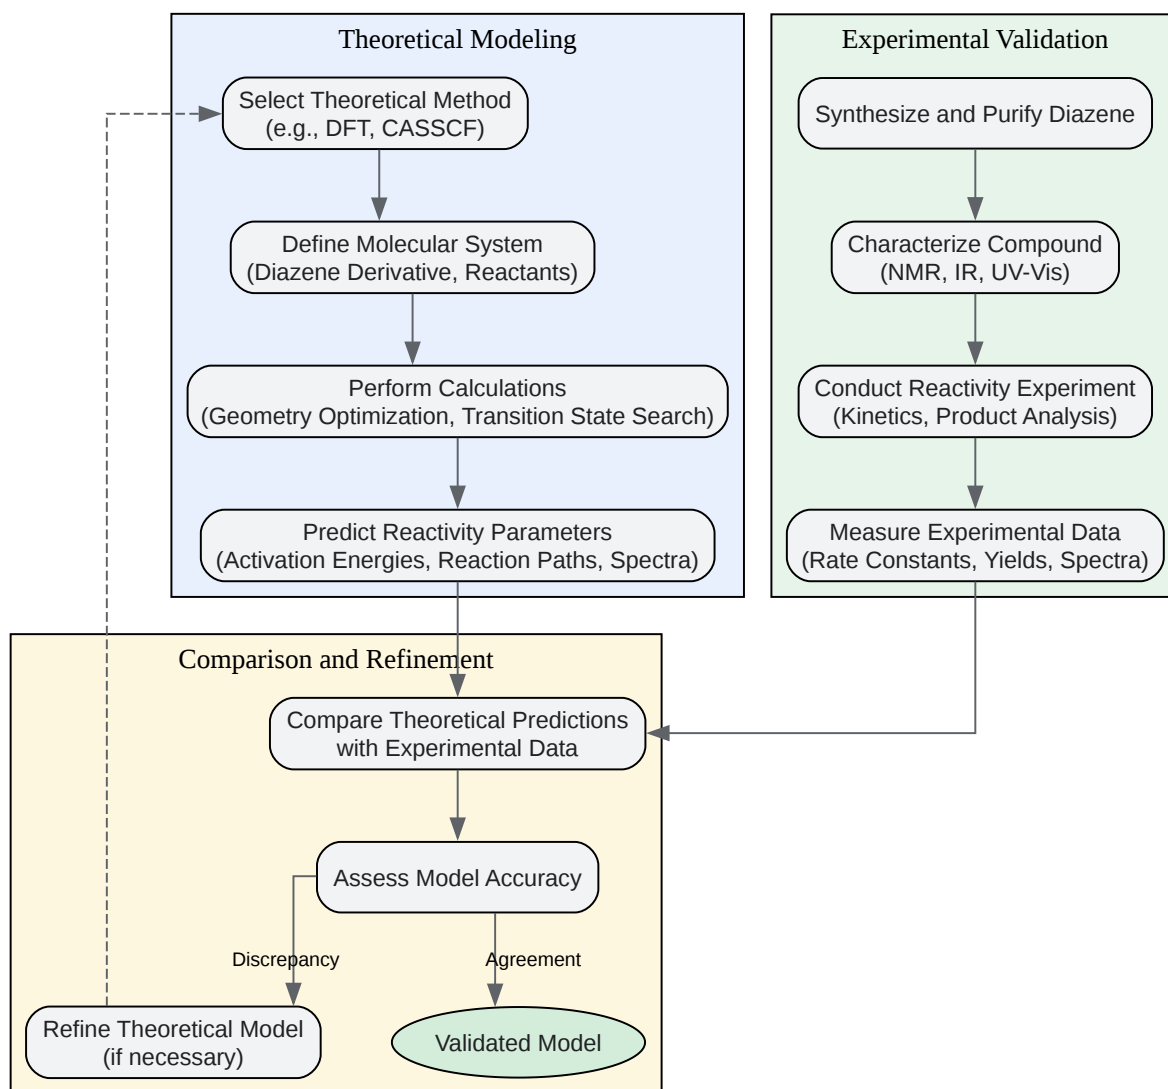 Theoretical Modeling
Select Theoretical Method
(e.g., DFT, CASSCF)
Define Molecular System
(Diazene Derivative, Reactants)
Perform Calculations
(Geometry Optimization, Transition State Search)
Predict Reactivity Parameters
(Activation Energies, Reaction Paths, Spectra)
Experimental Validation
Synthesize and Purify Diazene
Characterize Compound
(NMR, IR, UV-Vis)
Conduct Reactivity Experiment
(Kinetics, Product Analysis)
Measure Experimental Data
(Rate Constants, Yields, Spectra)
Comparison and Refinement
Compare Theoretical Predictions
with Experimental Data
Assess Model Accuracy
Discrepancy
Agreement
Refine Theoretical Model
(if necessary)
Validated Model